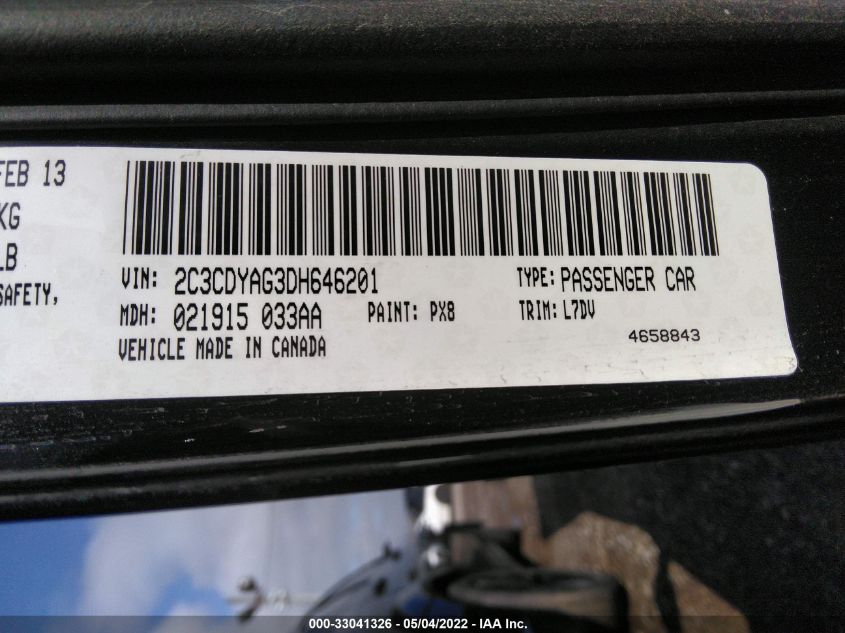 FEB 13
KG
LB
SAFETY,
VIN: 2C3CDYAG3DH646201 TYPE: PASSENGER CAR
MDH: 021915 033AA PAINT: PX8 TRIM: L7DV
VEHICLE MADE IN CANADA 4658843
000-33041326 - 05/04/2022 - IAA Inc.